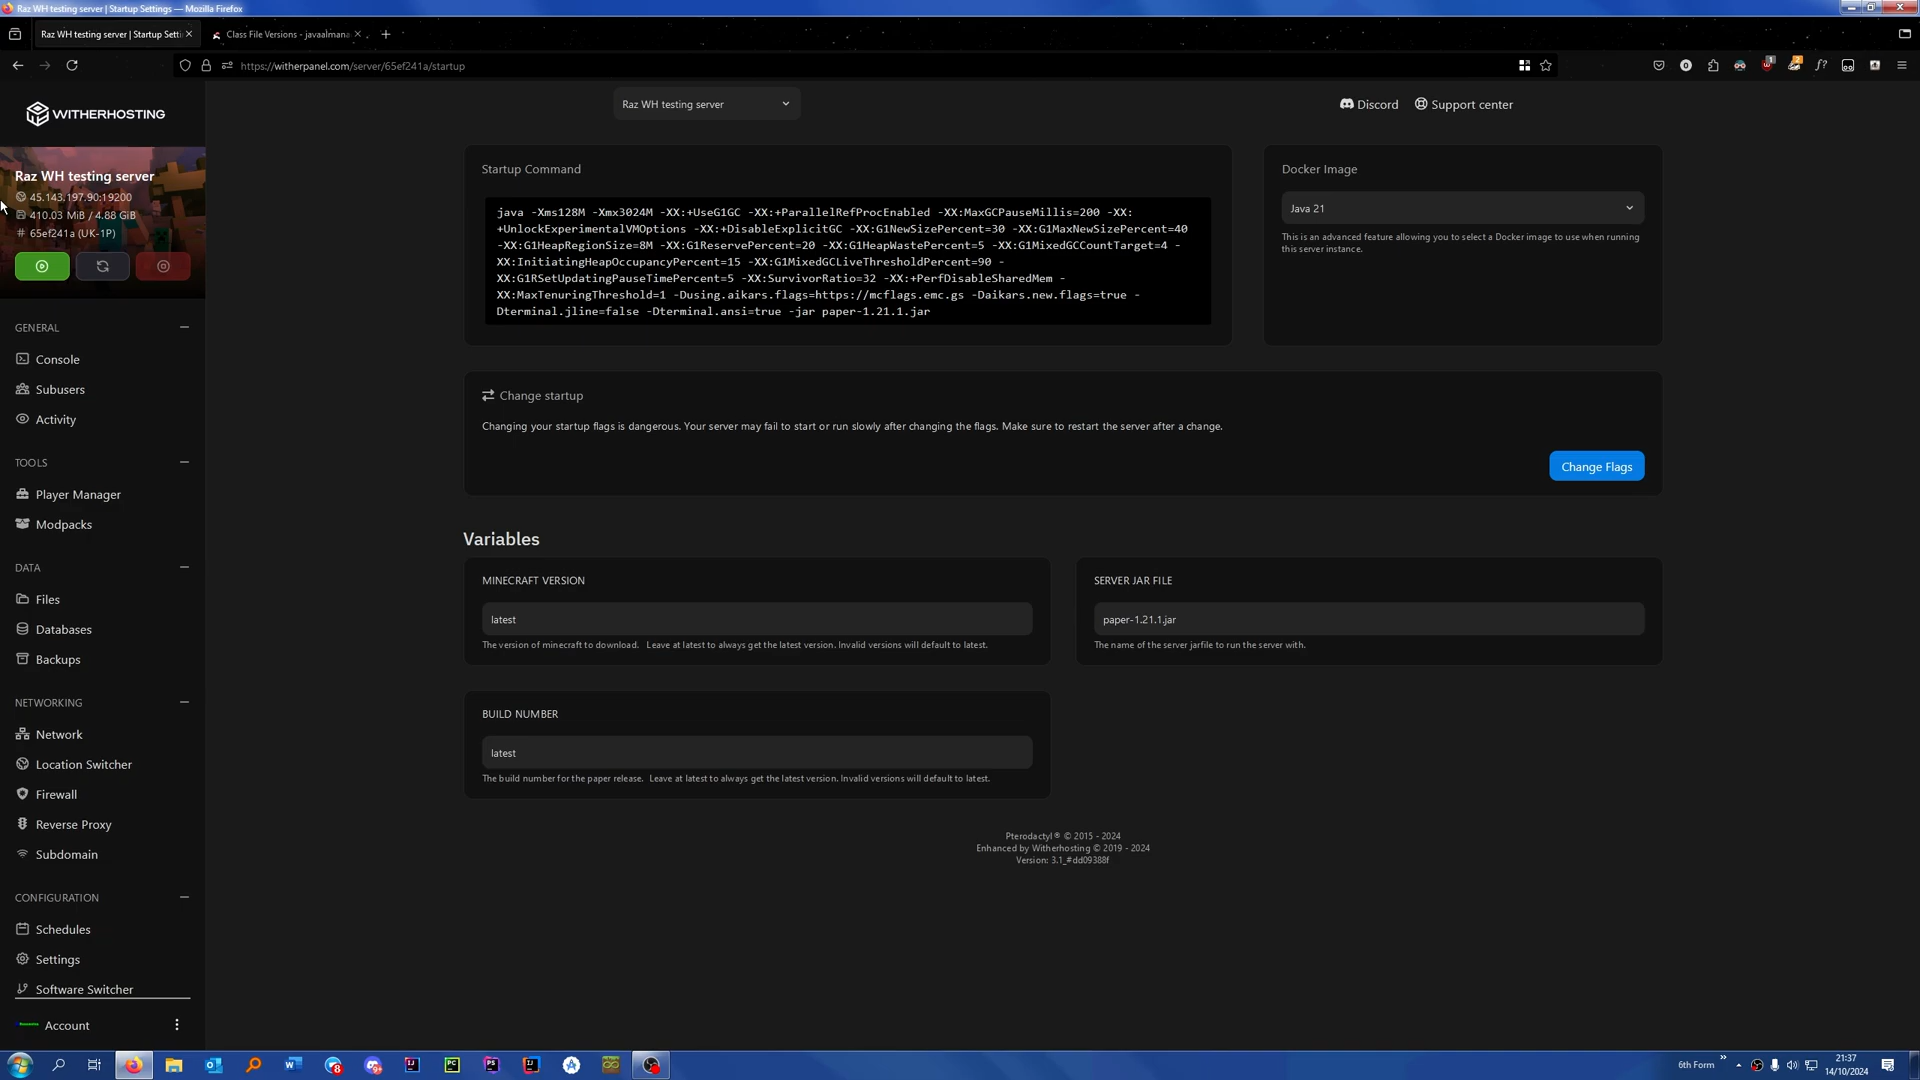 Raz WH testing server | Startup Settings — Mozilla Firefox
Raz WH testing server | Startup Setti
Class File Versions - javaalmana
https://witherpanel.com/server/65ef241a/startup
WITHERHOSTING
Raz WH testing server
Discord
Support center
Raz WH testing server
45.143.197.90:19200
410.03 MiB / 4.88 GiB
65ef241a (UK-1P)
GENERAL
Console
Subusers
Activity
TOOLS
Player Manager
Modpacks
DATA
Files
Databases
Backups
NETWORKING
Network
Location Switcher
Firewall
Reverse Proxy
Subdomain
CONFIGURATION
Schedules
Settings
Software Switcher
Account
Startup Command
java -Xms128M -Xmx3024M -XX:+UseG1GC -XX:+ParallelRefProcEnabled -XX:MaxGCPauseMillis=200 -XX:
+UnlockExperimentalVMOptions -XX:+DisableExplicitGC -XX:G1NewSizePercent=30 -XX:G1MaxNewSizePercent=40
-XX:G1HeapRegionSize=8M -XX:G1ReservePercent=20 -XX:G1HeapWastePercent=5 -XX:G1MixedGCCountTarget=4 -
XX:InitiatingHeapOccupancyPercent=15 -XX:G1MixedGCLiveThresholdPercent=90 -
XX:G1RSetUpdatingPauseTimePercent=5 -XX:SurvivorRatio=32 -XX:+PerfDisableSharedMem -
XX:MaxTenuringThreshold=1 -Dusing.aikars.flags=https://mcflags.emc.gs -Daikars.new.flags=true -
Dterminal.jline=false -Dterminal.ansi=true -jar paper-1.21.1.jar
Docker Image
Java 21
This is an advanced feature allowing you to select a Docker image to use when running
this server instance.
Change startup
Changing your startup flags is dangerous. Your server may fail to start or run slowly after changing the flags. Make sure to restart the server after a change.
Change Flags
Variables
MINECRAFT VERSION
latest
The version of minecraft to download. Leave at latest to always get the latest version. Invalid versions will default to latest.
SERVER JAR FILE
paper-1.21.1.jar
The name of the server jarfile to run the server with.
BUILD NUMBER
latest
The build number for the paper release. Leave at latest to always get the latest version. Invalid versions will default to latest.
Pterodactyl® © 2015 - 2024
Enhanced by Witherhosting © 2019 - 2024
Version: 3.1_#dd09388f
6th Form
21:37
14/10/2024